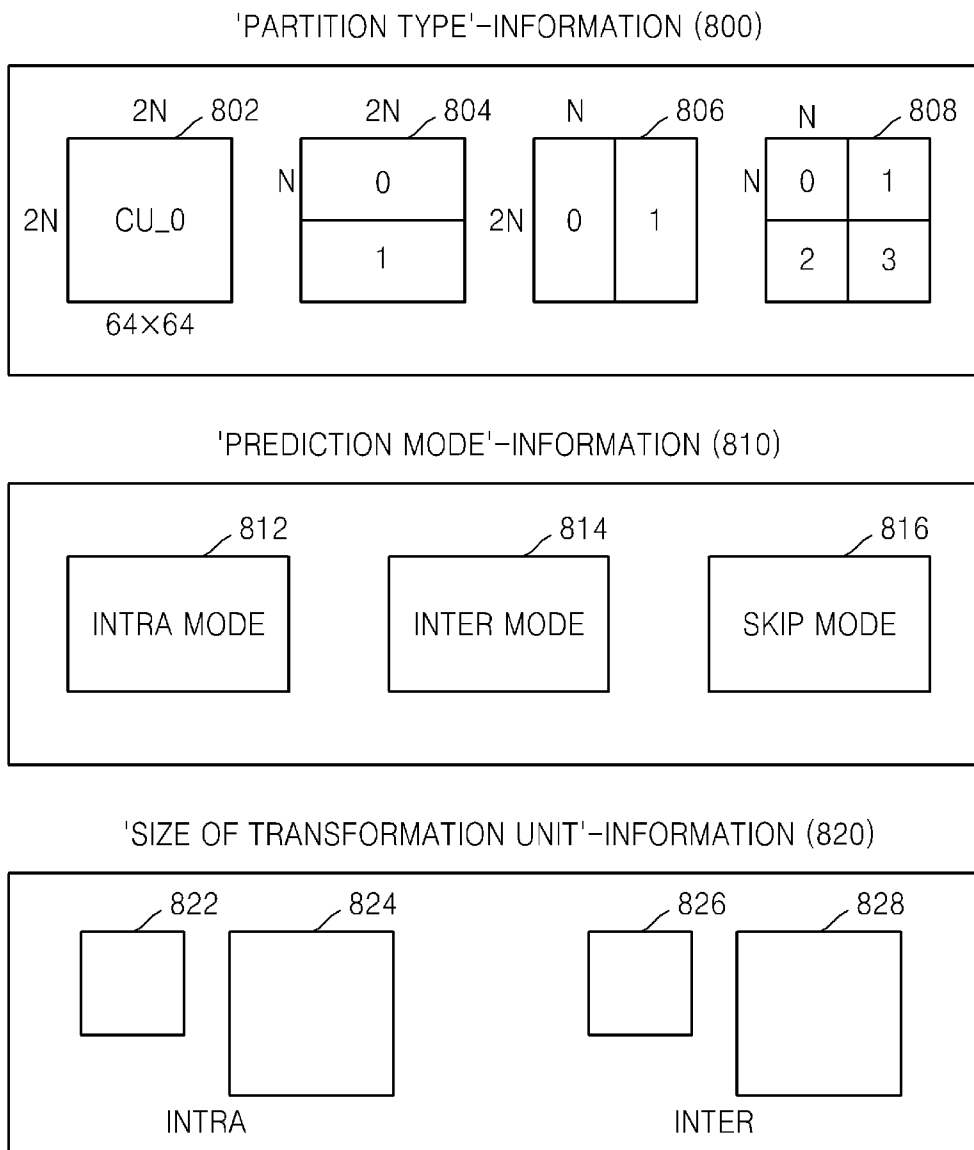 'PARTITION TYPE'-INFORMATION (800)
2N 802 2N 804 N 806 N 808
N 0 N 0 1
2N CU_0 2N 0 1
1 2 3
64×64
'PREDICTION MODE'-INFORMATION (810)
812 814 816
INTRA MODE INTER MODE SKIP MODE
'SIZE OF TRANSFORMATION UNIT'-INFORMATION (820)
822 824 826 828
INTRA INTER